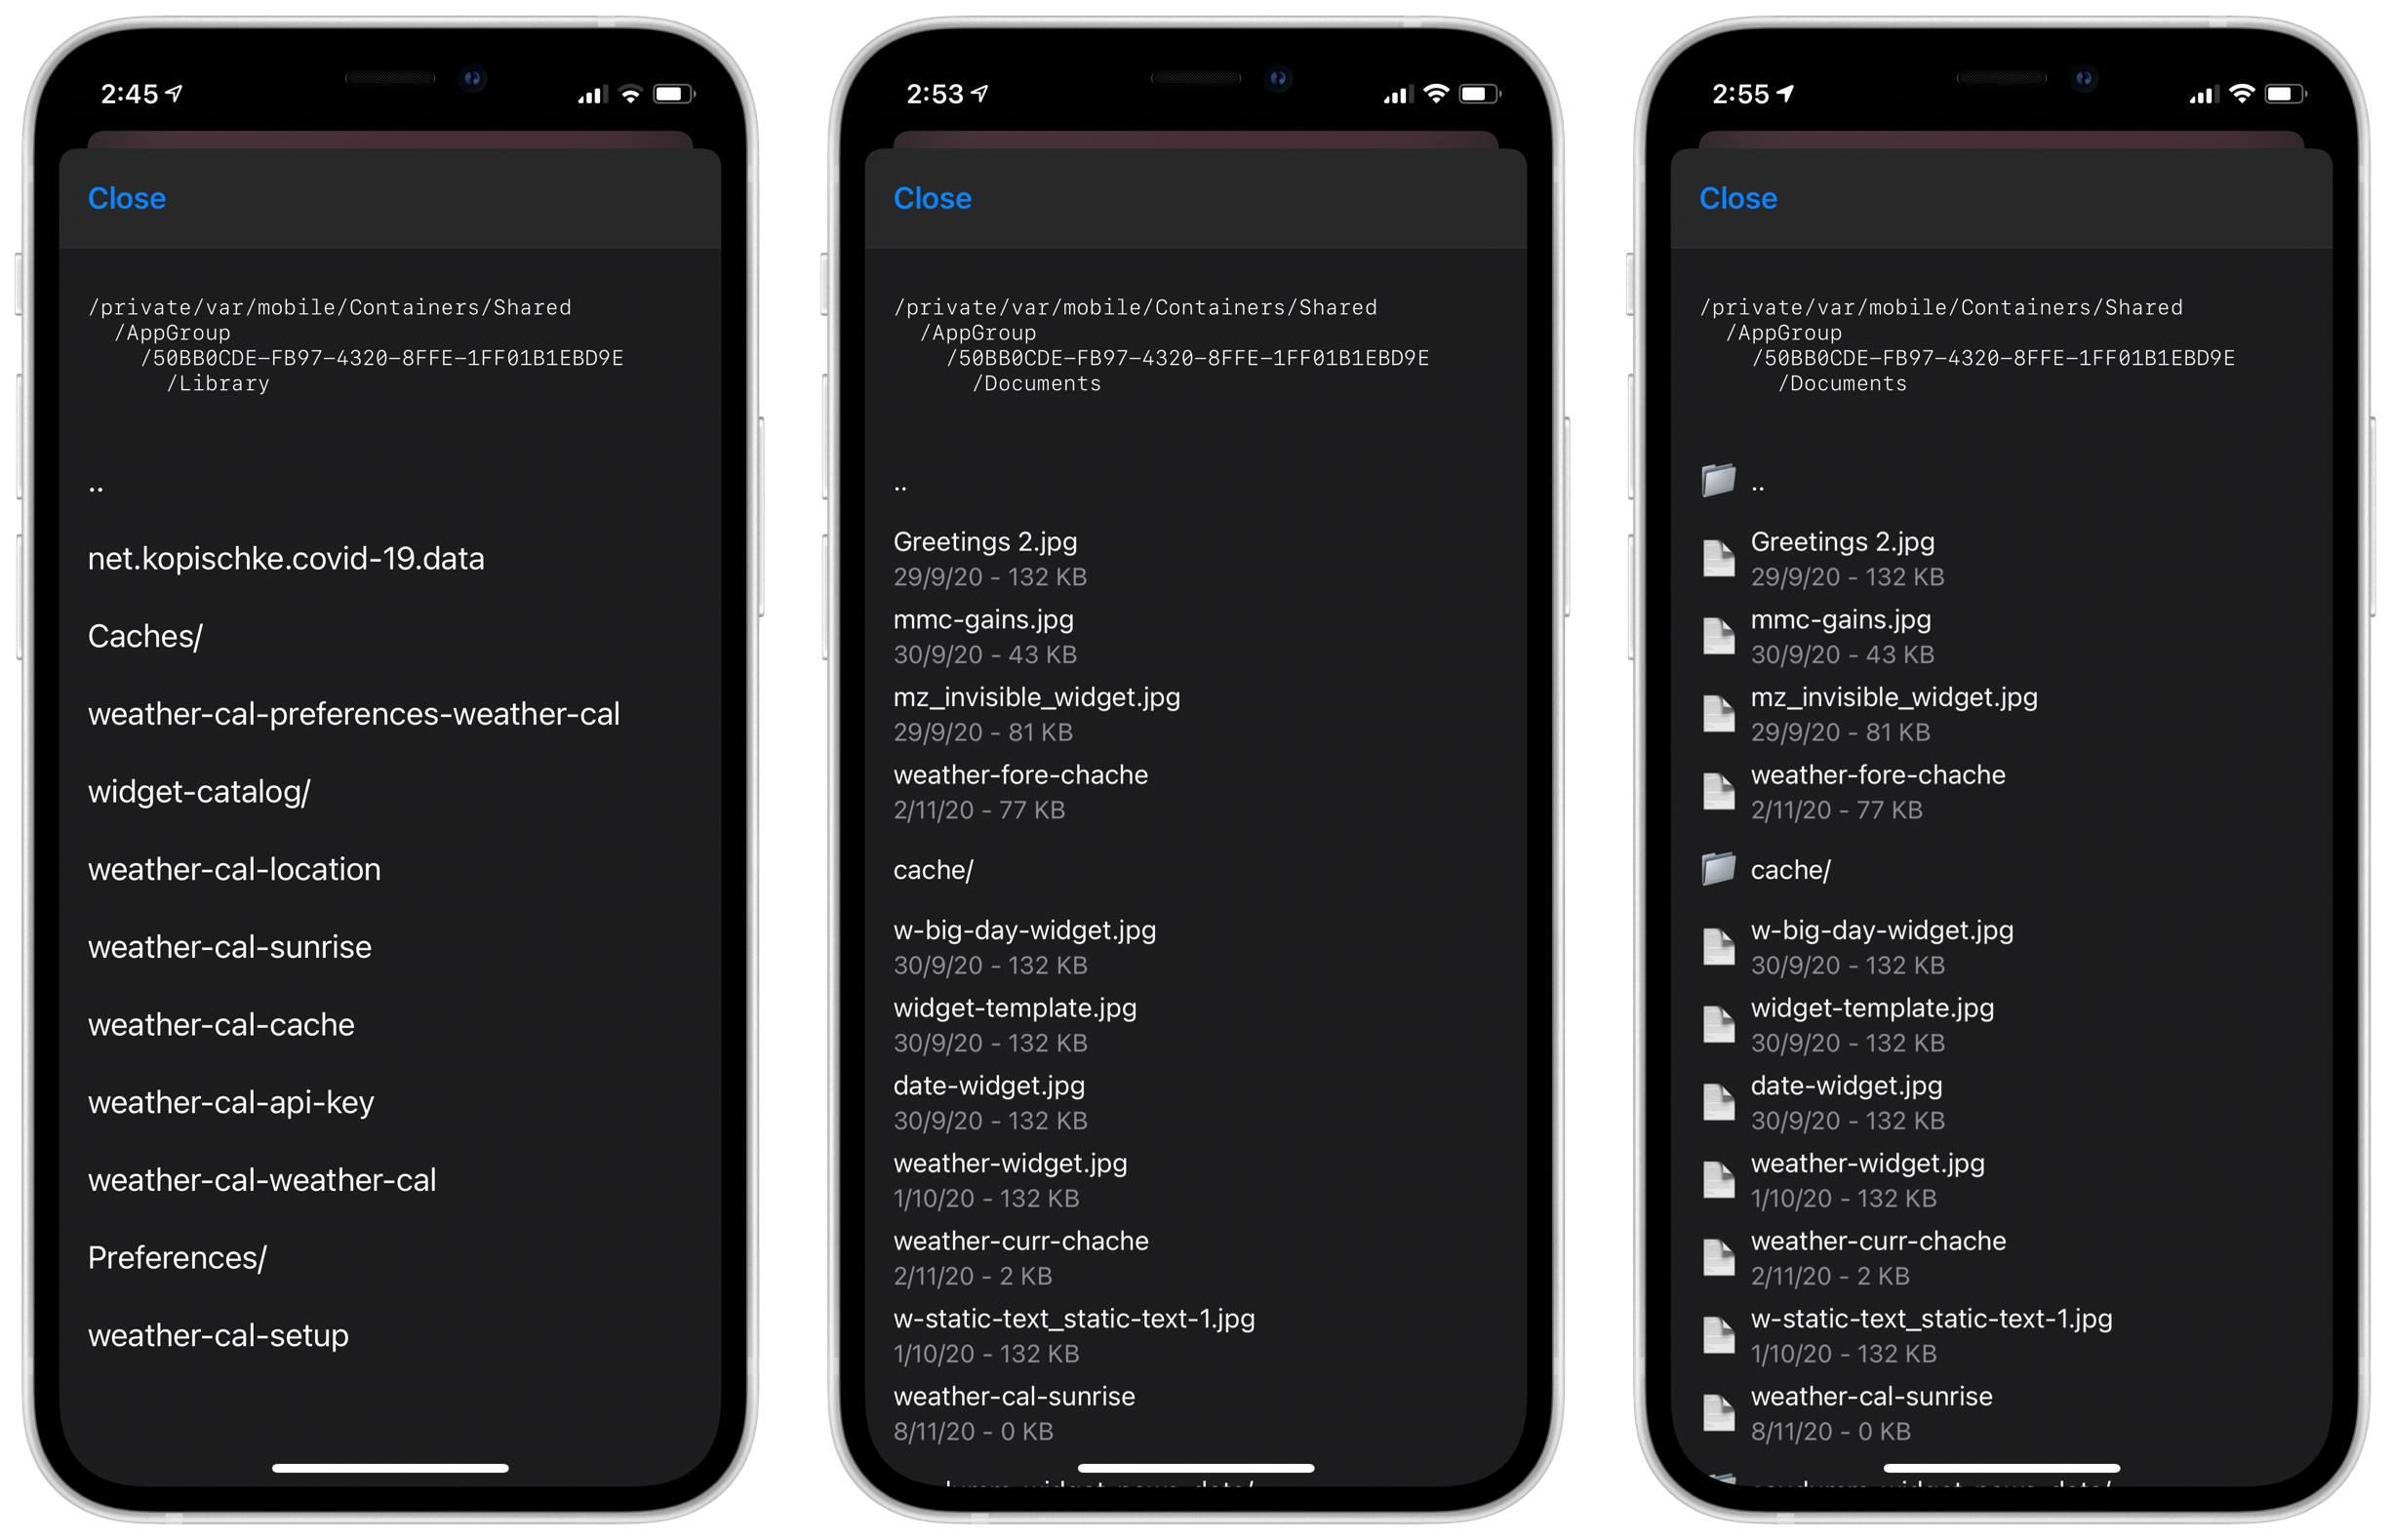 2:45
Close
/private/var/mobile/Containers/Shared
/AppGroup
/50BB0CDE-FB97-4320-8FFE-1FF01B1EBD9E
/Library
..
net.kopischke.covid-19.data
Caches/
weather-cal-preferences-weather-cal
widget-catalog/
weather-cal-location
weather-cal-sunrise
weather-cal-cache
weather-cal-api-key
weather-cal-weather-cal
Preferences/
weather-cal-setup
2:53
Close
/private/var/mobile/Containers/Shared
/AppGroup
/50BB0CDE-FB97-4320-8FFE-1FF01B1EBD9E
/Documents
..
Greetings 2.jpg
29/9/20 - 132 KB
mmc-gains.jpg
30/9/20 - 43 KB
mz_invisible_widget.jpg
29/9/20 - 81 KB
weather-fore-chache
2/11/20 - 77 KB
cache/
w-big-day-widget.jpg
30/9/20 - 132 KB
widget-template.jpg
30/9/20 - 132 KB
date-widget.jpg
30/9/20 - 132 KB
weather-widget.jpg
1/10/20 - 132 KB
weather-curr-chache
2/11/20 - 2 KB
w-static-text_static-text-1.jpg
1/10/20 - 132 KB
weather-cal-sunrise
8/11/20 - 0 KB
2:55
Close
/private/var/mobile/Containers/Shared
/AppGroup
/50BB0CDE-FB97-4320-8FFE-1FF01B1EBD9E
/Documents
..
Greetings 2.jpg
29/9/20 - 132 KB
mmc-gains.jpg
30/9/20 - 43 KB
mz_invisible_widget.jpg
29/9/20 - 81 KB
weather-fore-chache
2/11/20 - 77 KB
cache/
w-big-day-widget.jpg
30/9/20 - 132 KB
widget-template.jpg
30/9/20 - 132 KB
date-widget.jpg
30/9/20 - 132 KB
weather-widget.jpg
1/10/20 - 132 KB
weather-curr-chache
2/11/20 - 2 KB
w-static-text_static-text-1.jpg
1/10/20 - 132 KB
weather-cal-sunrise
8/11/20 - 0 KB